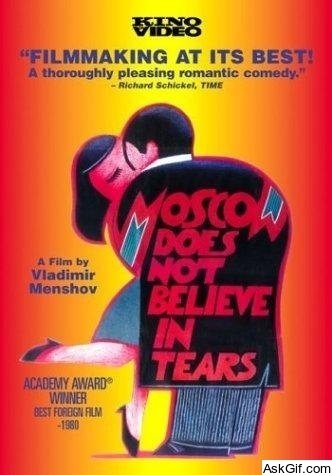 KINO
VIDEO
"FILMMAKING AT ITS BEST!
A thoroughly pleasing romantic comedy."
– Richard Schickel, TIME
MOSCOW
DOES
NOT
BELIEVE
IN
TEARS
A Film by
Vladimir
Menshov
ACADEMY AWARD®
WINNER
BEST FOREIGN FILM
-1980
AskGif.com